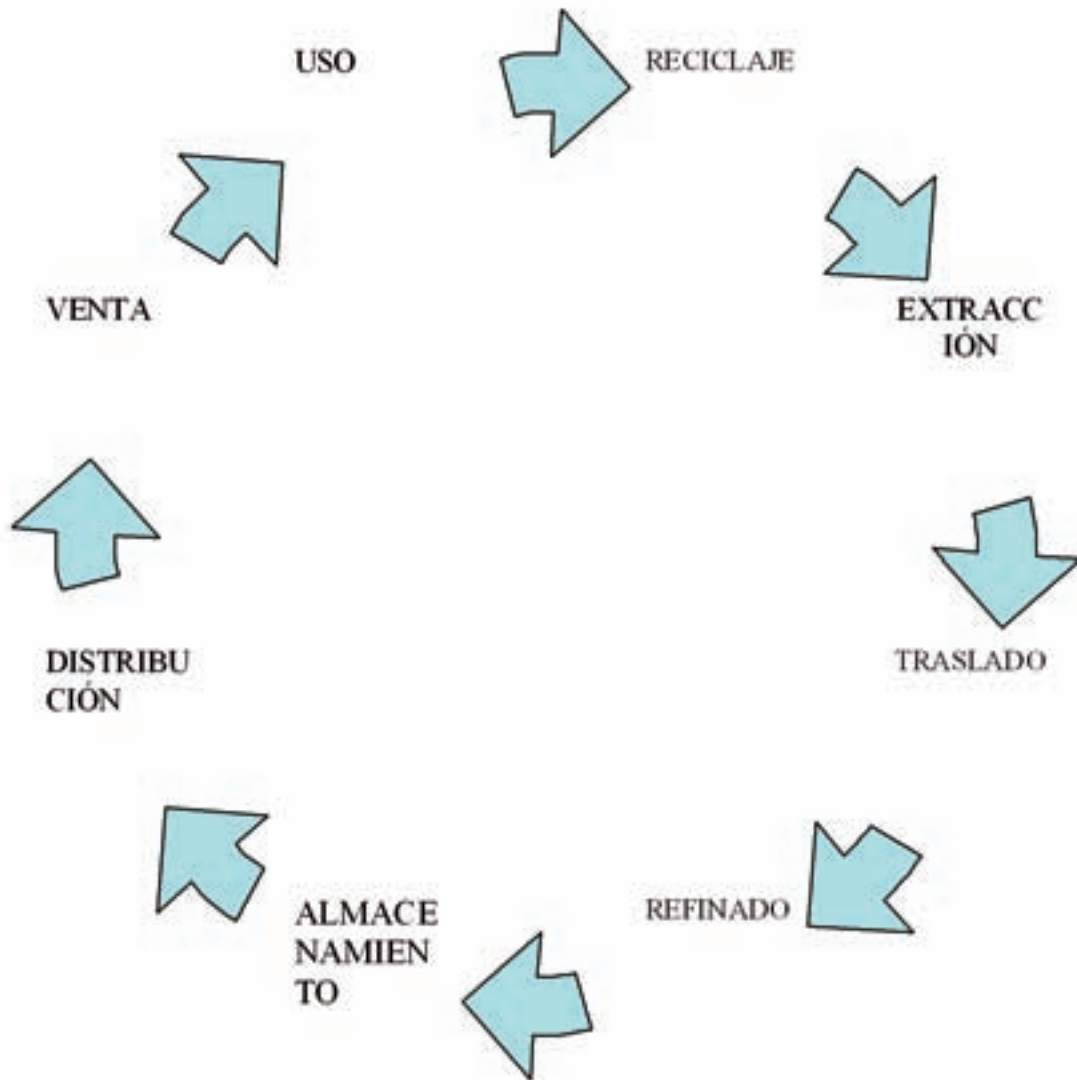 USO
RECICLAJE
EXTRACC
IÓN
TRASLADO
REFINADO
ALMACE
NAMIEN
TO
DISTRIBU
CIÓN
VENTA